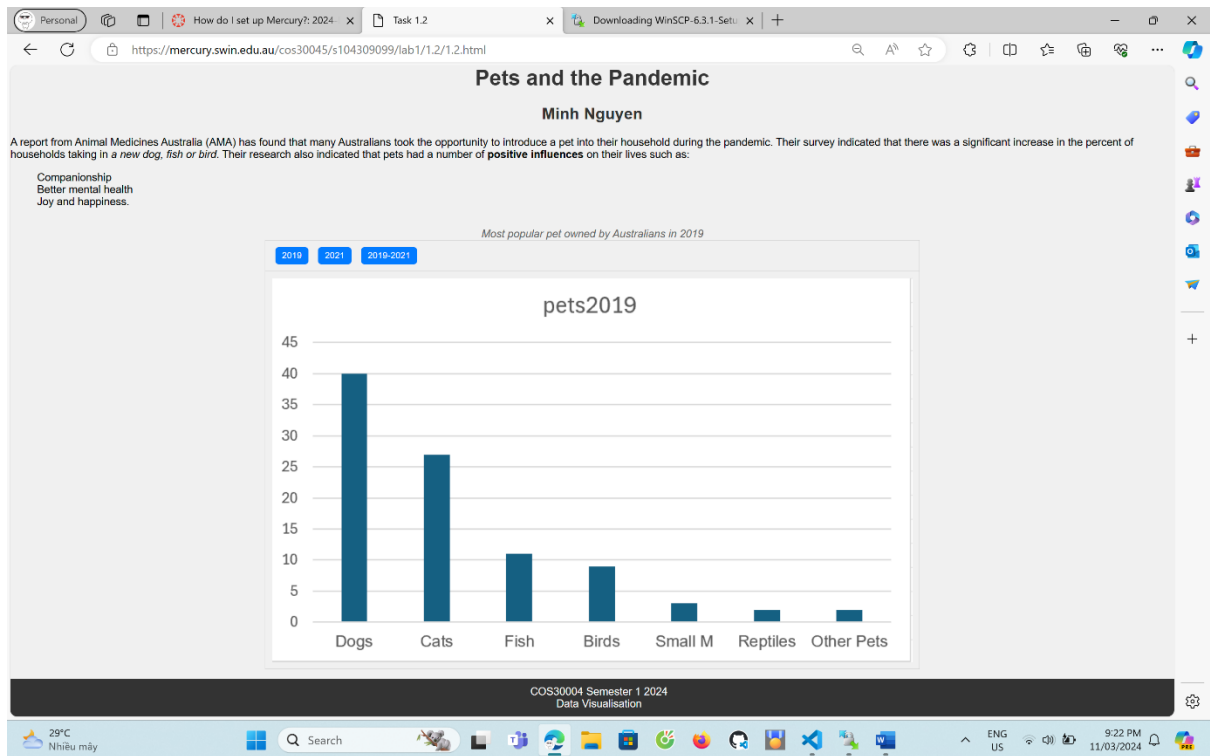 Personal
How do I set up Mercury?: 2024-
Task 1.2
Downloading WinSCP-6.3.1-Setu
https://mercury.swin.edu.au/cos30045/s104309099/lab1/1.2/1.2.html
Pets and the Pandemic
Minh Nguyen
A report from Animal Medicines Australia (AMA) has found that many Australians took the opportunity to introduce a pet into their household during the pandemic. Their survey indicated that there was a significant increase in the percent of
households taking in a new dog, fish or bird. Their research also indicated that pets had a number of positive influences on their lives such as:
Companionship
Better mental health
Joy and happiness.
Most popular pet owned by Australians in 2019
2019 2021 2019-2021
pets2019
45
40
35
30
25
20
15
10
5
0
Dogs Cats Fish Birds Small M Reptiles Other Pets
COS30004 Semester 1 2024
Data Visualisation
29°C
Nhiều mây
Search
ENG
US
9:22 PM
11/03/2024
PRE